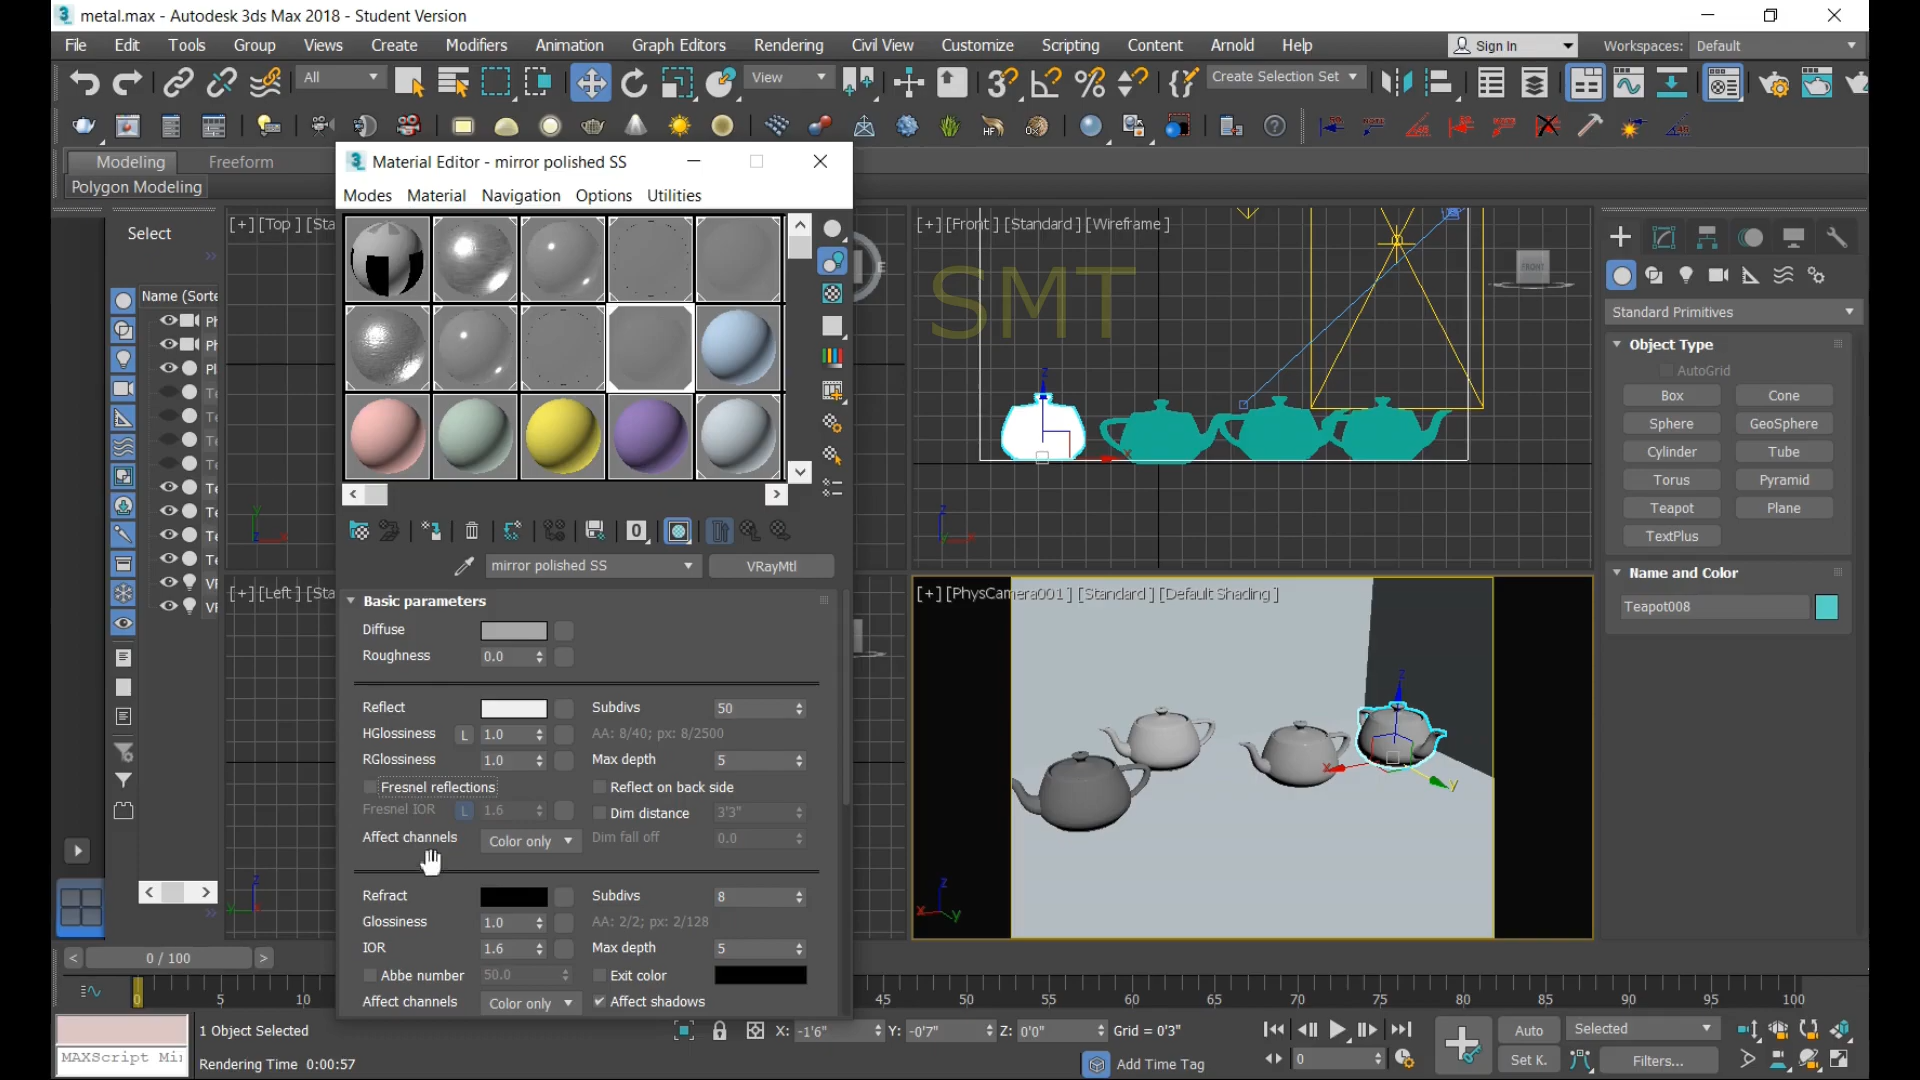 metal.max - Autodesk 3ds Max 2018 - Student Version
File Edit Tools Group Views Create Modifiers Animation Graph Editors Rendering Civil View Customize Scripting Content Arnold Help
Sign In Workspaces: Default
All View Create Selection Set
Modeling Freeform
Polygon Modeling
Material Editor - mirror polished SS
Modes Material Navigation Options Utilities
Select
Name (Sorte
[+] [Top ] [Sta
[+] [Front ] [Standard ] [Wireframe ]
FRONT
SMT
Standard Primitives
Object Type
AutoGrid
Box Cone
Sphere GeoSphere
Cylinder Tube
Torus Pyramid
Teapot Plane
TextPlus
Name and Color
Teapot008
mirror polished SS VRayMtl
Basic parameters
Diffuse
Roughness 0.0
Reflect Subdivs 50
HGlossiness L 1.0 AA: 8/40; px: 8/2500
RGlossiness 1.0 Max depth 5
Fresnel reflections Reflect on back side
Fresnel IOR L 1.6 Dim distance 3'3"
Affect channels Color only Dim fall off 0.0
Refract Subdivs 8
Glossiness 1.0 AA: 2/2; px: 2/128
IOR 1.6 Max depth 5
Abbe number 50.0 Exit color
Affect channels Color only Affect shadows
[+] [Left ] [Sta
[+] [PhysCamera001 ] [Standard ] [Default Shading ]
0 / 100
0 5 10 45 50 55 60 65 70 75 80 85 90 95 100
1 Object Selected X: -1'6" Y: -0'7" Z: 0'0" Grid = 0'3"
Auto Selected
MAXScript Mi
Rendering Time 0:00:57 Add Time Tag 0 Set K. Filters...